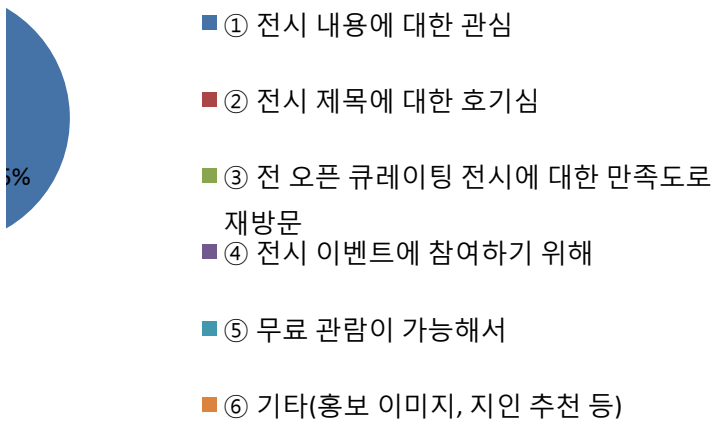 ① 전시 내용에 대한 관심
② 전시 제목에 대한 호기심
%
③ 전 오픈 큐레이팅 전시에 대한 만족도로
재방문
④ 전시 이벤트에 참여하기 위해
⑤ 무료 관람이 가능해서
⑥ 기타(홍보 이미지, 지인 추천 등)